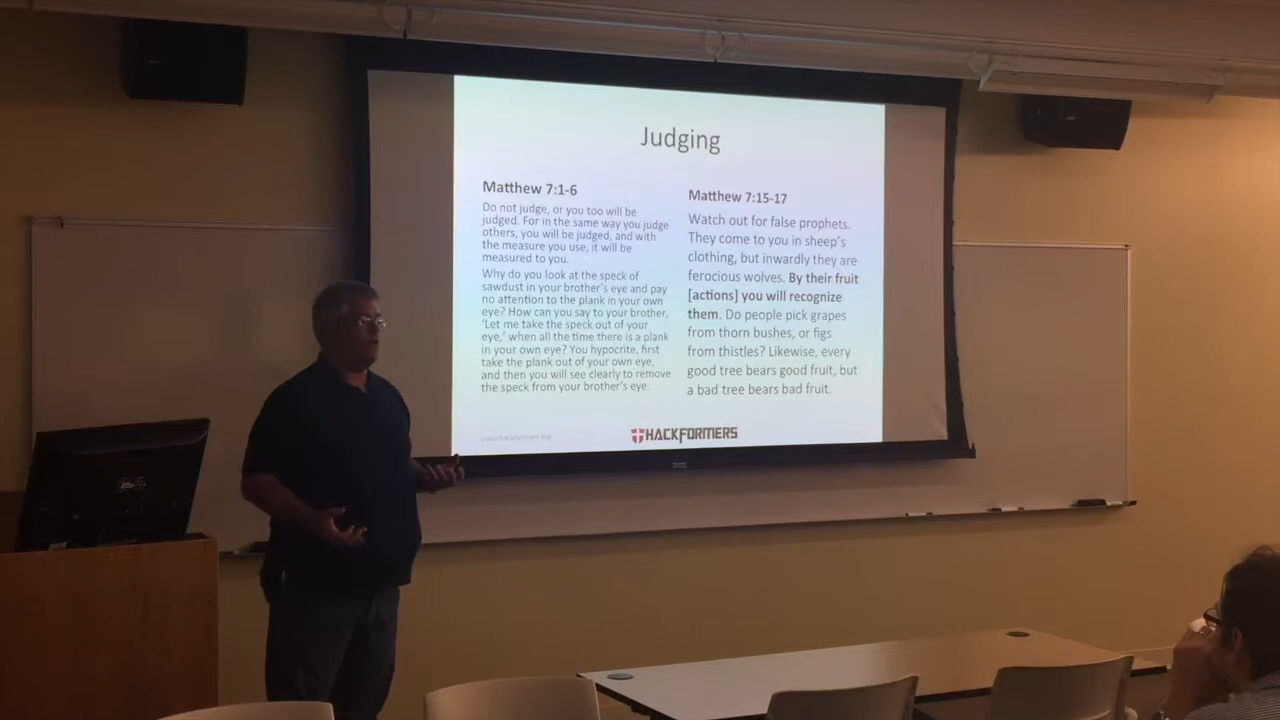 Judging
Matthew 7:1-6
Do not judge, or you too will be
judged. For in the same way you judge
others, you will be judged, and with
the measure you use, it will be
measured to you.
Why do you look at the speck of
sawdust in your brother's eye and pay
no attention to the plank in your own
eye? How can you say to your brother,
'Let me take the speck out of your
eye,' when all the time there is a plank
in your own eye? You hypocrite, first
take the plank out of your own eye,
and then you will see clearly to remove
the speck from your brother's eye.
Matthew 7:15-17
Watch out for false prophets.
They come to you in sheep's
clothing, but inwardly they are
ferocious wolves. By their fruit
[actions] you will recognize
them. Do people pick grapes
from thorn bushes, or figs
from thistles? Likewise, every
good tree bears good fruit, but
a bad tree bears bad fruit.
www.hackformers.org
HACKFORMERS